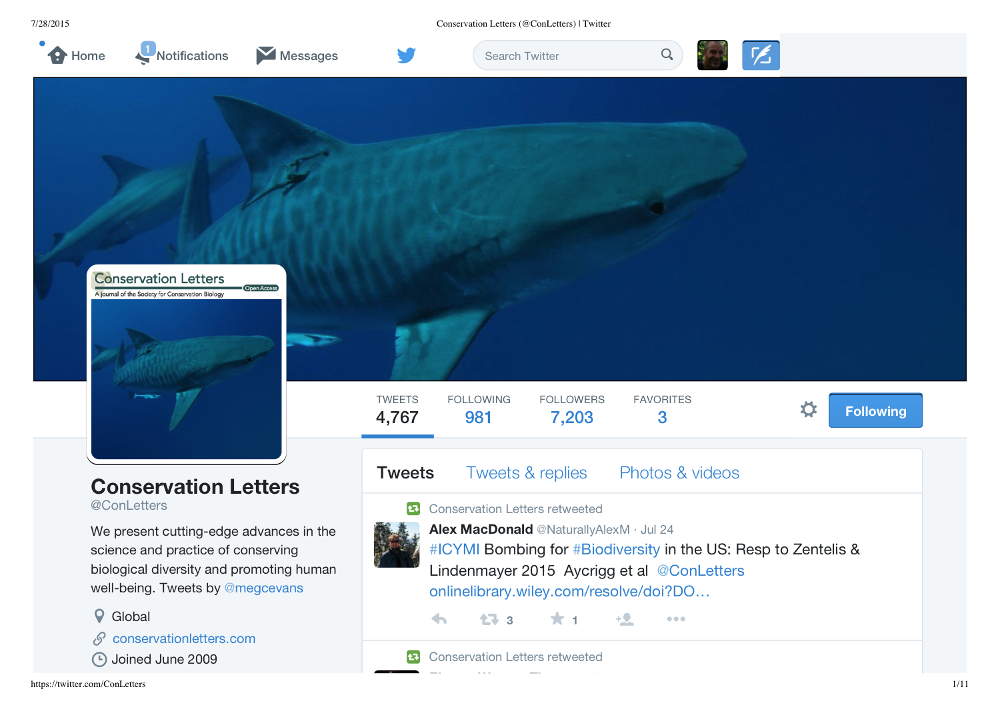 7/28/2015
Conservation Letters (@ConLetters) | Twitter
Home
1
Notifications
Messages
Search Twitter
Conservation Letters
Open Access
A journal of the Society for Conservation Biology
TWEETS
4,767
FOLLOWING
981
FOLLOWERS
7,203
FAVORITES
3
Following
Conservation Letters
@ConLetters
We present cutting-edge advances in the
science and practice of conserving
biological diversity and promoting human
well-being. Tweets by @megcevans
Global
conservationletters.com
Joined June 2009
Tweets
Tweets & replies
Photos & videos
Conservation Letters retweeted
Alex MacDonald @NaturallyAlexM · Jul 24
#ICYMI Bombing for #Biodiversity in the US: Resp to Zentelis &
Lindenmayer 2015 Aycrigg et al @ConLetters
onlinelibrary.wiley.com/resolve/doi?DO…
3
1
Conservation Letters retweeted
https://twitter.com/ConLetters
1/11